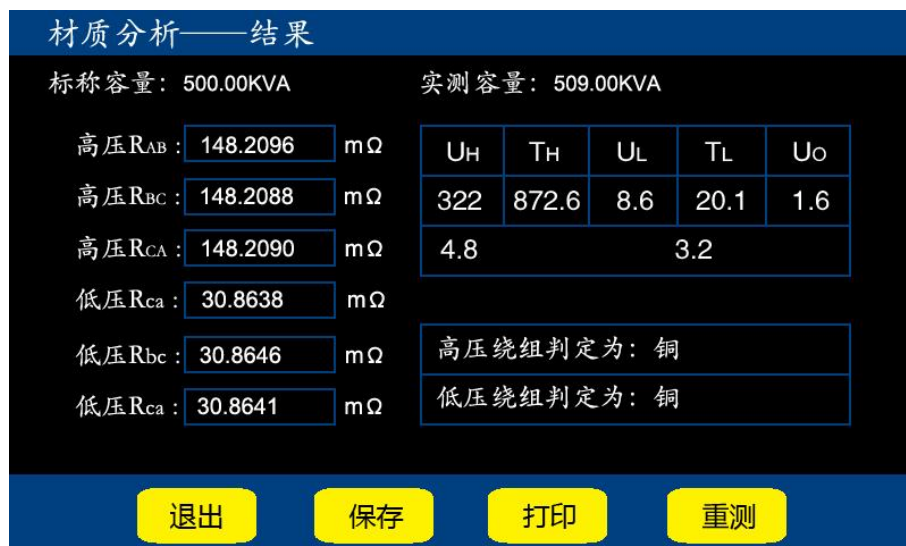 材质分析——结果
标称容量: 500.00KVA
实测容量: 509.00KVA
高压RAB: 148.2096 mΩ
高压RBC: 148.2088 mΩ
高压RCA: 148.2090 mΩ
低压Rca: 30.8638 mΩ
低压Rbc: 30.8646 mΩ
低压Rca: 30.8641 mΩ
UH TH UL TL UO
322 872.6 8.6 20.1 1.6
4.8 3.2
高压绕组判定为: 铜
低压绕组判定为: 铜
退出 保存 打印 重测